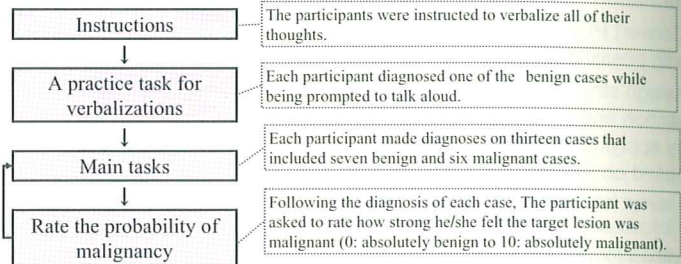 Instructions
The participants were instructed to verbalize all of their
thoughts.
A practice task for
verbalizations
Each participant diagnosed one of the benign cases while
being prompted to talk aloud.
Main tasks
Each participant made diagnoses on thirteen cases that
included seven benign and six malignant cases.
Rate the probability of
malignancy
Following the diagnosis of each case, The participant was
asked to rate how strong he/she felt the target lesion was
malignant (0: absolutely benign to 10: absolutely malignant).